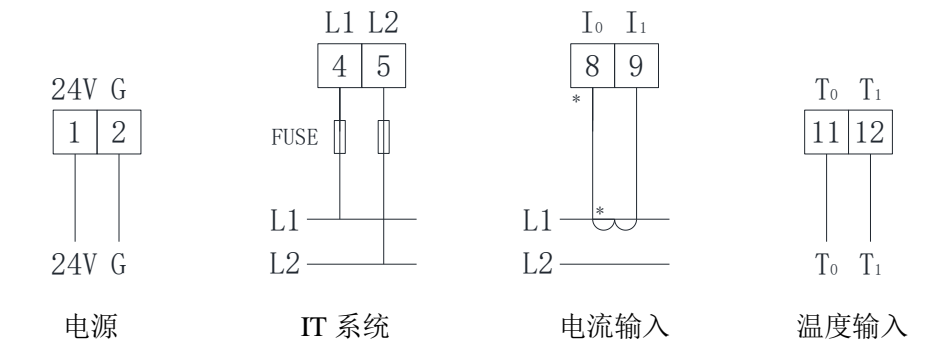 L1 L2
I0 I1
4 5
8 9
24V G
*
T0 T1
1 2
FUSE
11 12
*
L1
L1
L2
L2
24V G
T0 T1
电源
IT 系统
电流输入
温度输入